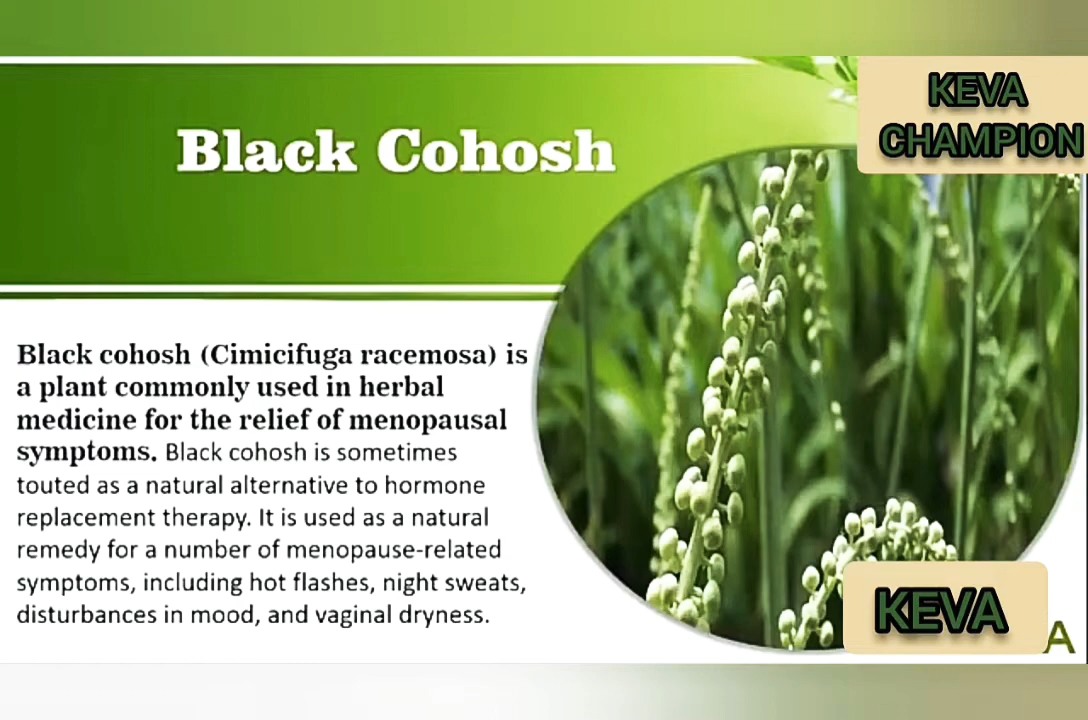 KEVA
CHAMPION
Black Cohosh
Black cohosh (Cimicifuga racemosa) is
a plant commonly used in herbal
medicine for the relief of menopausal
symptoms. Black cohosh is sometimes
touted as a natural alternative to hormone
replacement therapy. It is used as a natural
remedy for a number of menopause-related
symptoms, including hot flashes, night sweats,
disturbances in mood, and vaginal dryness.
KEVA
A